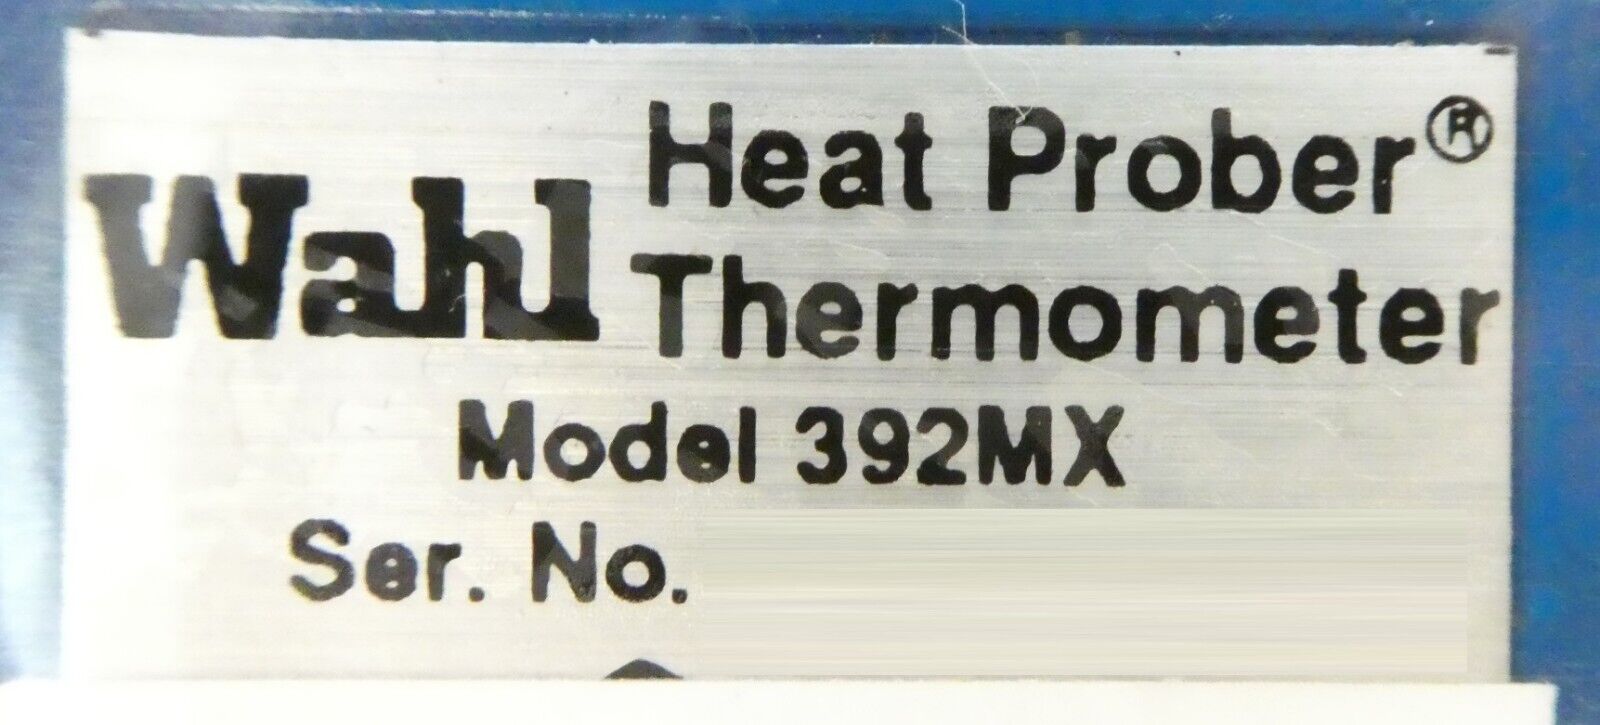 Wahl Heat Prober®
Thermometer
Model 392MX
Ser. No.